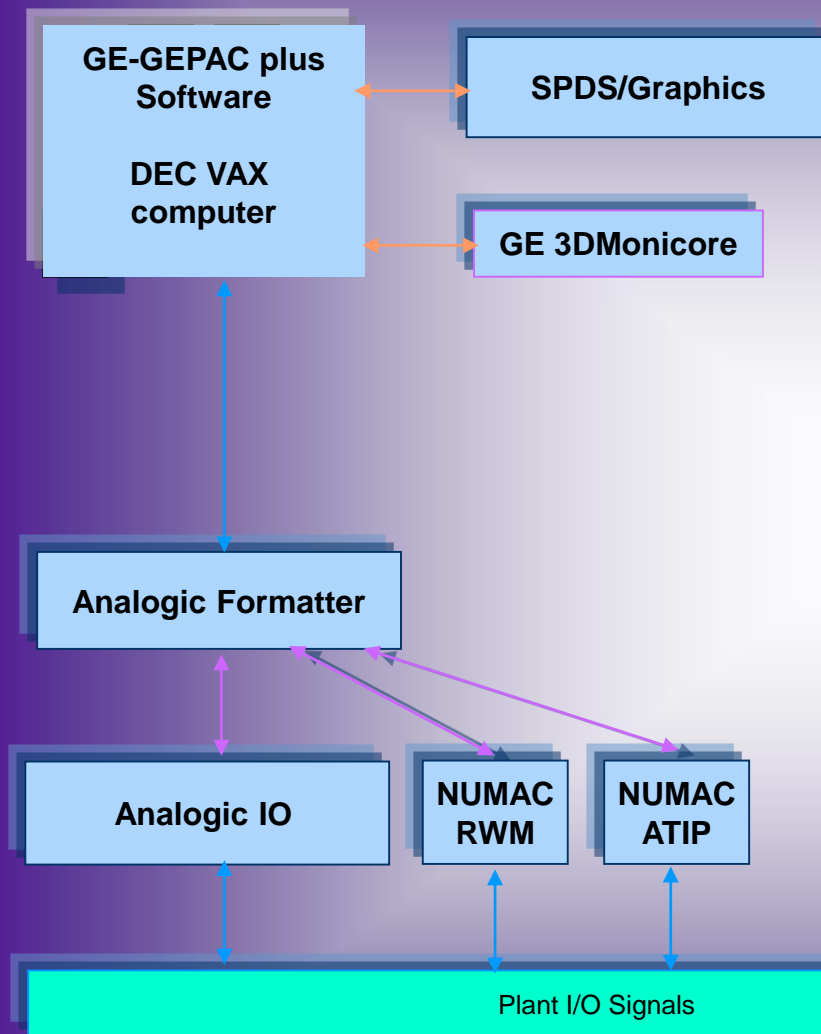 GE-GEPAC plus
Software
DEC VAX
computer
SPDS/Graphics
GE 3DMonicore
Analogic Formatter
Analogic IO
NUMAC
RWM
NUMAC
ATIP
Plant I/O Signals